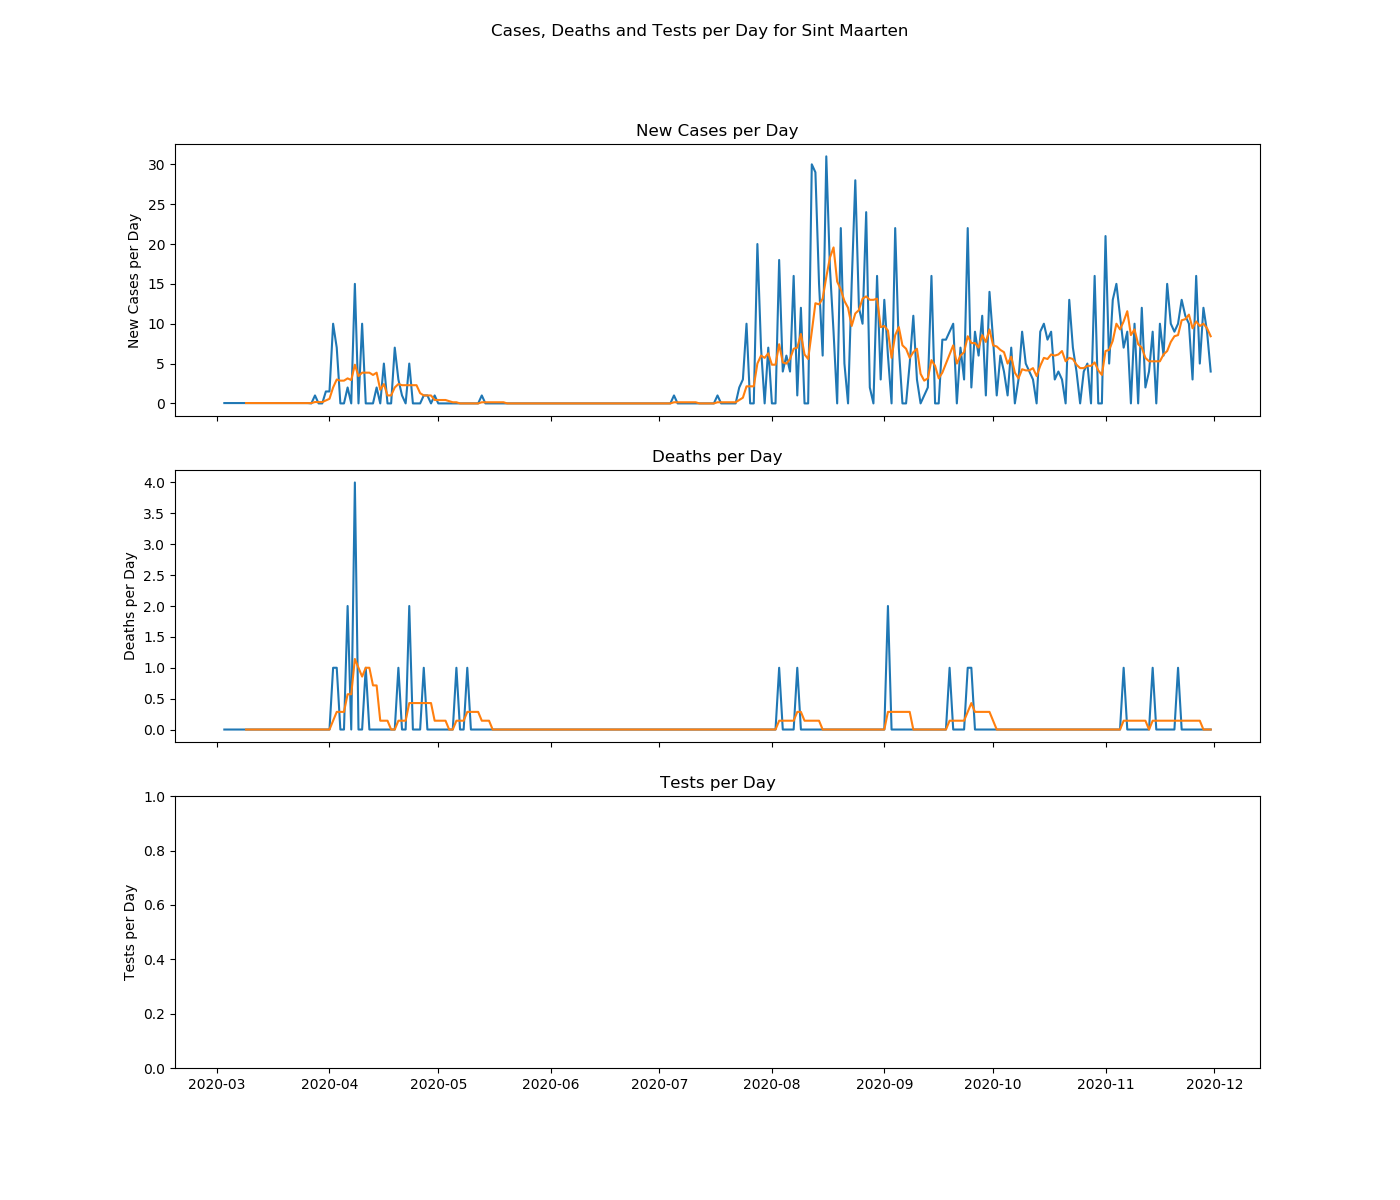 Cases, Deaths and Tests per Day for Sint Maarten
New Cases per Day
New Cases per Day
30
25
20
15
10
5
0
Deaths per Day
Deaths per Day
4.0
3.5
3.0
2.5
2.0
1.5
1.0
0.5
0.0
Tests per Day
Tests per Day
1.0
0.8
0.6
0.4
0.2
0.0
2020-03 2020-04 2020-05 2020-06 2020-07 2020-08 2020-09 2020-10 2020-11 2020-12